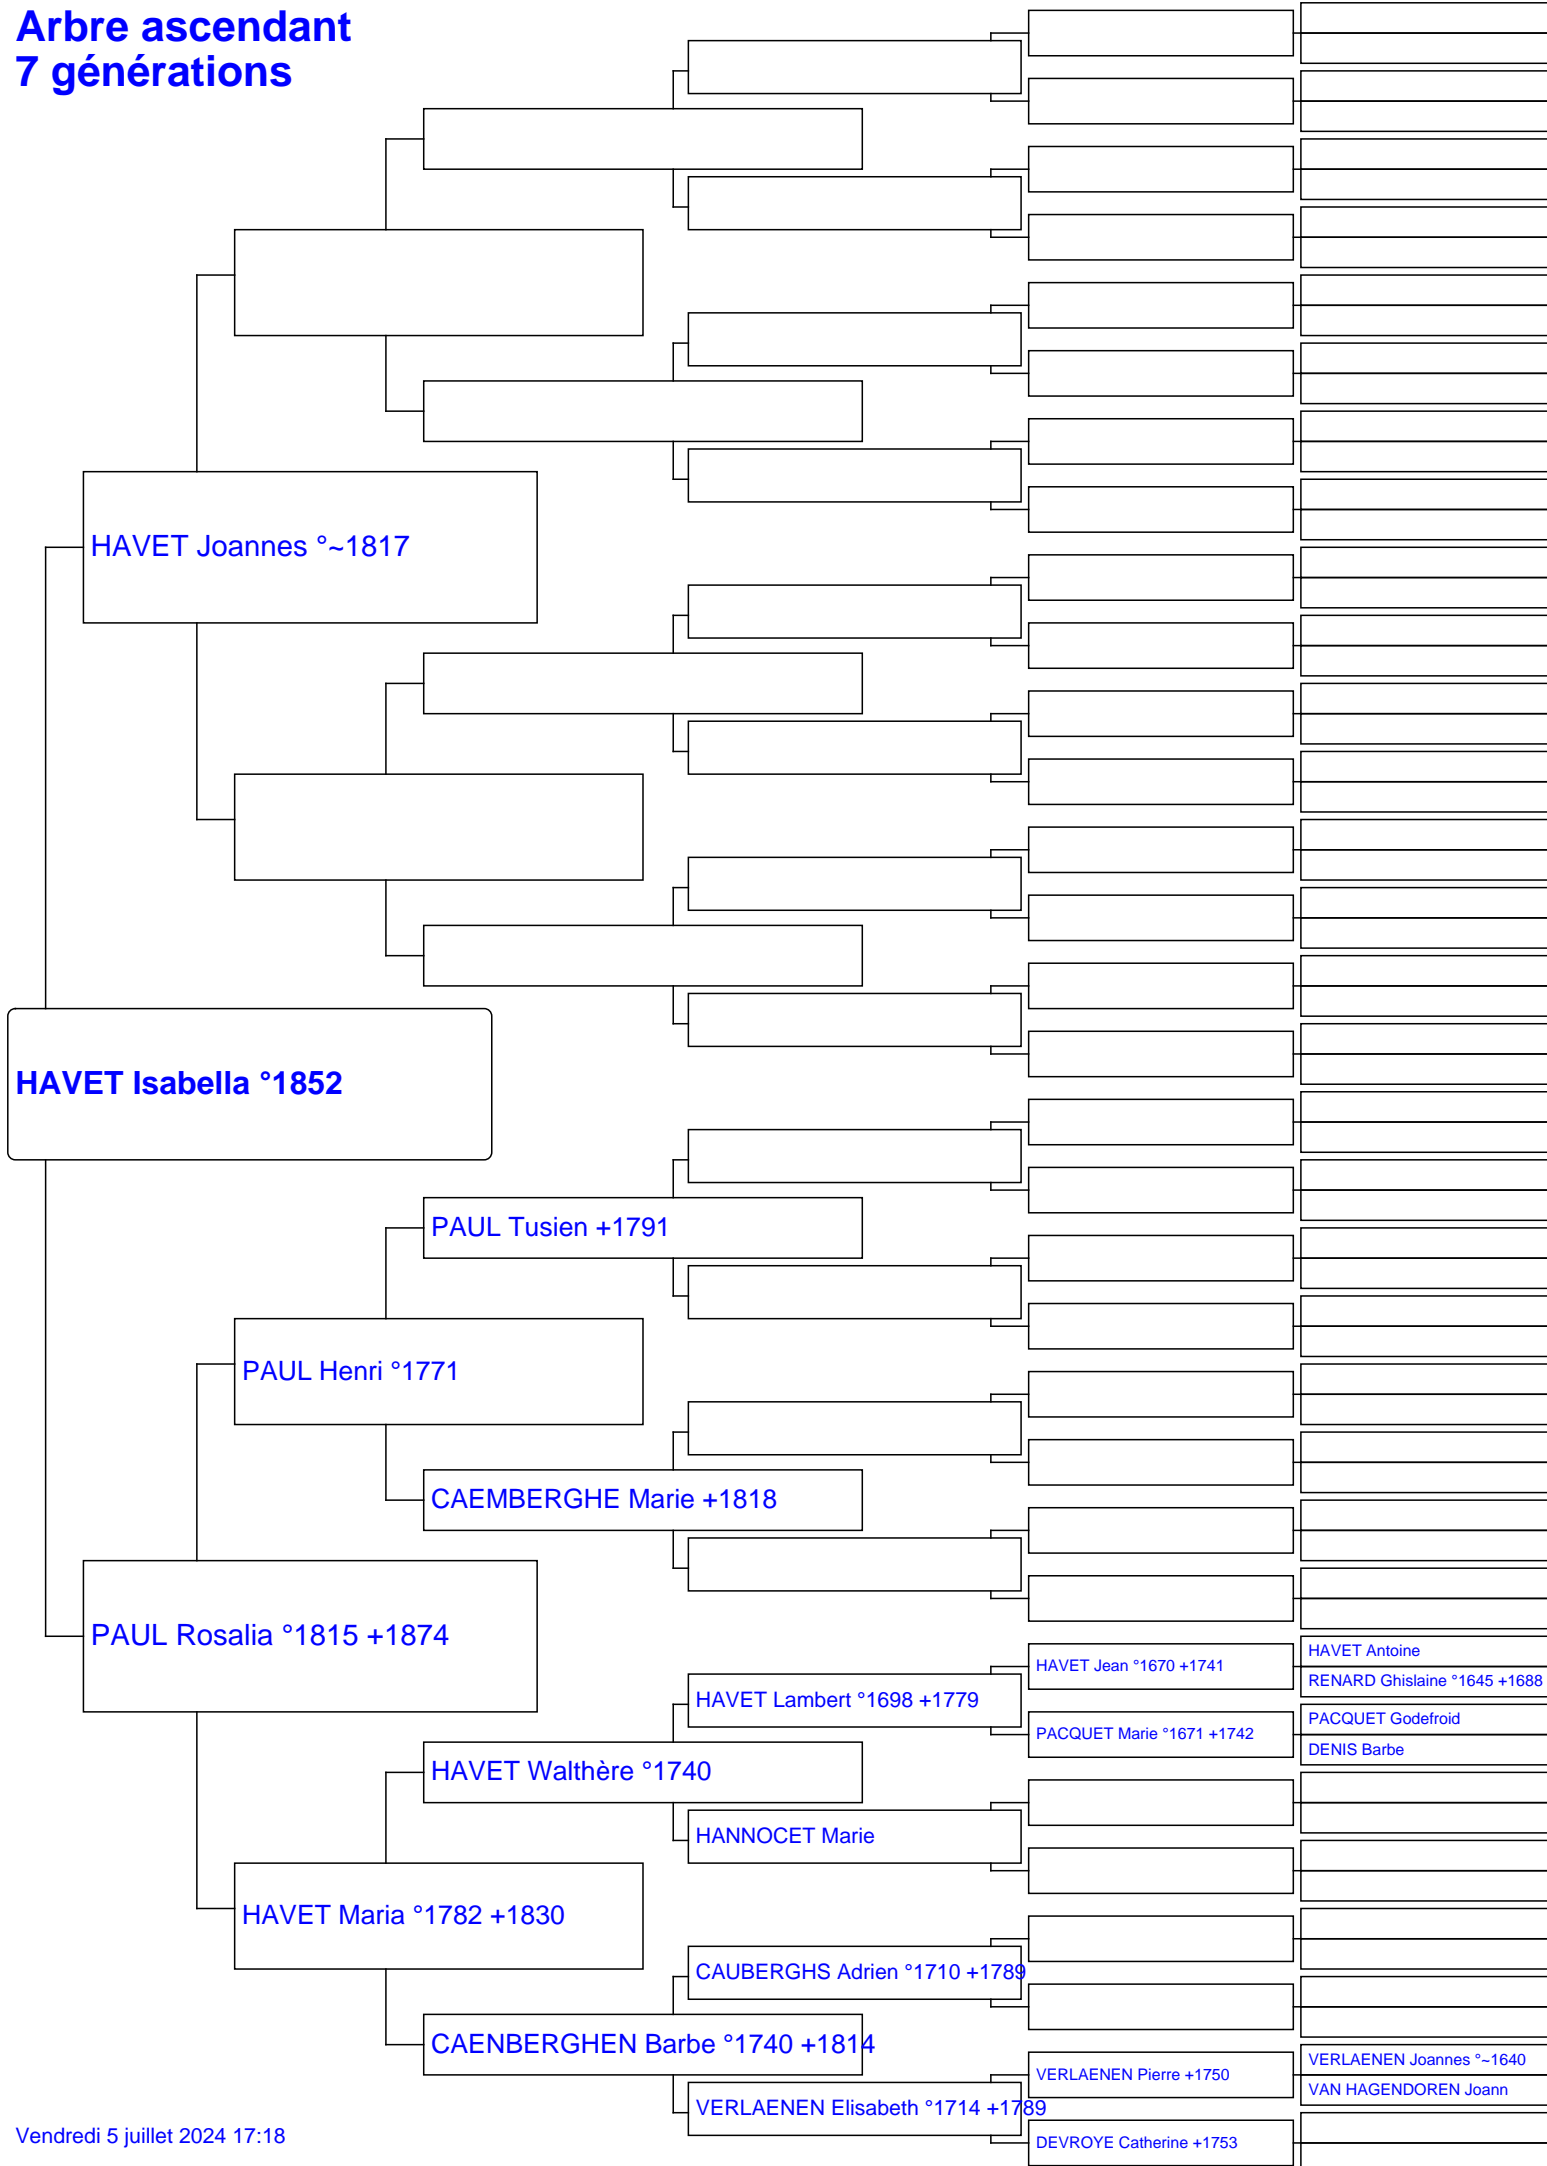 Arbre ascendant
7 générations
HAVET Joannes °~1817
HAVET Isabella °1852
PAUL Tusien +1791
PAUL Henri °1771
CAEMBERGHE Marie +1818
PAUL Rosalia °1815 +1874
HAVET Antoine
HAVET Jean °1670 +1741
RENARD Ghislaine °1645 +1688
HAVET Lambert °1698 +1779
PACQUET Godefroid
PACQUET Marie °1671 +1742
DENIS Barbe
HAVET Walthère °1740
HANNOCET Marie
HAVET Maria °1782 +1830
CAUBERGHS Adrien °1710 +1789
CAENBERGHEN Barbe °1740 +1814
VERLAENEN Joannes °~1640
VERLAENEN Pierre +1750
VAN HAGENDOREN Joann
VERLAENEN Elisabeth °1714 +1789
DEVROYE Catherine +1753
Vendredi 5 juillet 2024 17:18